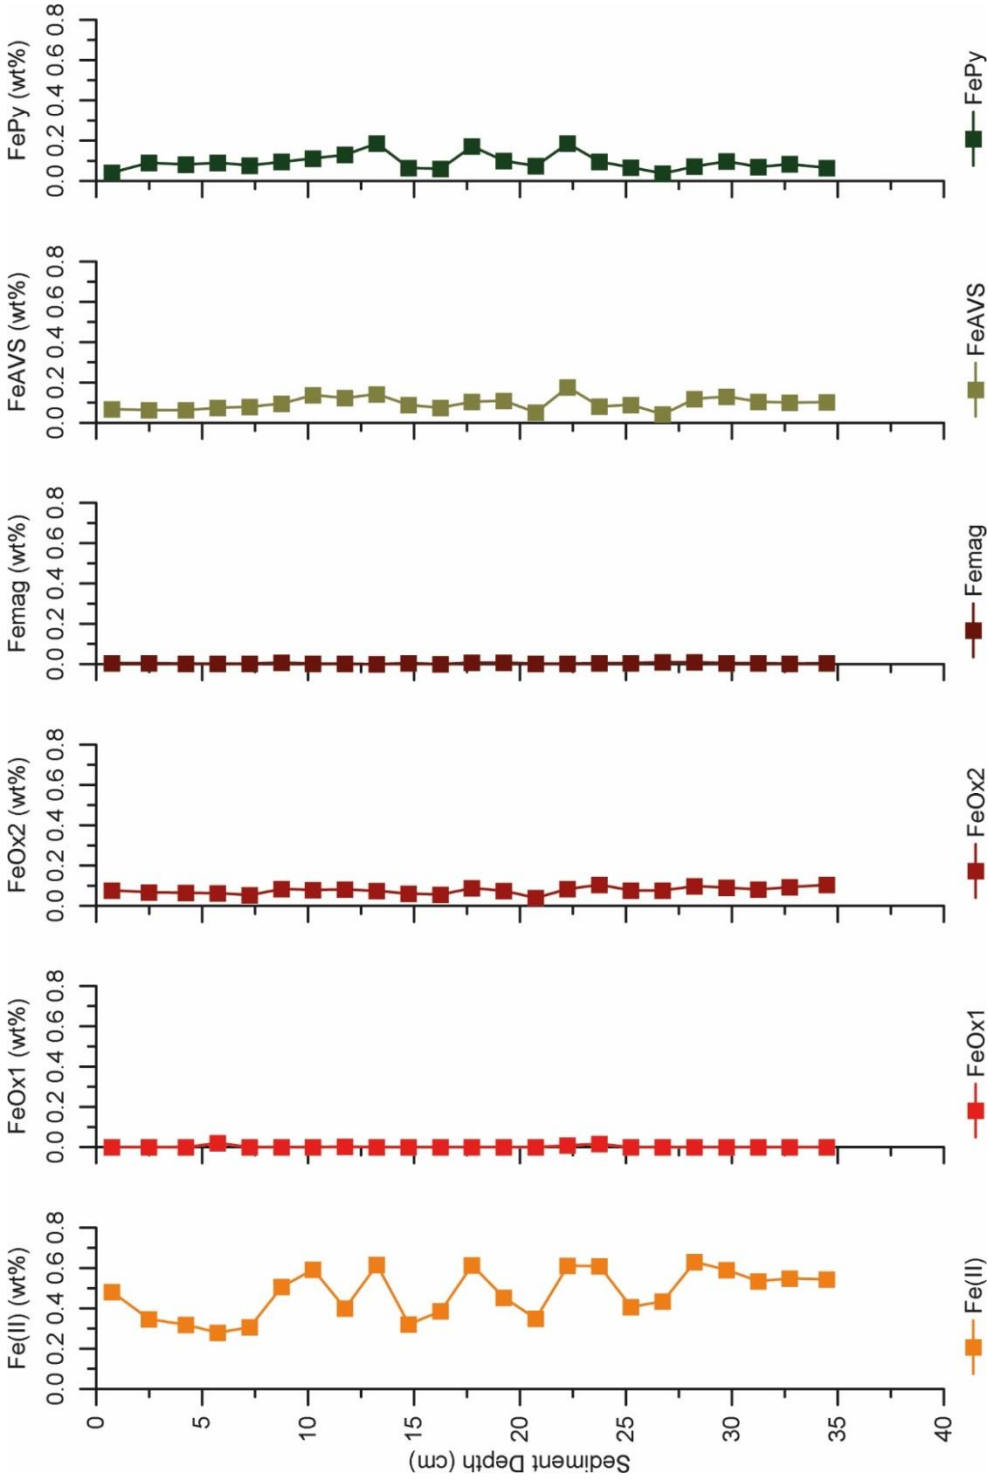 Fe(II) (wt%)
0.0 0.2 0.4 0.6 0.8
FeOx1 (wt%)
0.0 0.2 0.4 0.6 0.8
FeOx2 (wt%)
0.0 0.2 0.4 0.6 0.8
Femag (wt%)
0.0 0.2 0.4 0.6 0.8
FeAVS (wt%)
0.0 0.2 0.4 0.6 0.8
FePy (wt%)
0.0 0.2 0.4 0.6 0.8
Sediment Depth (cm)
0
5
10
15
20
25
30
35
40
Fe(II)
FeOx1
FeOx2
Femag
FeAVS
FePy